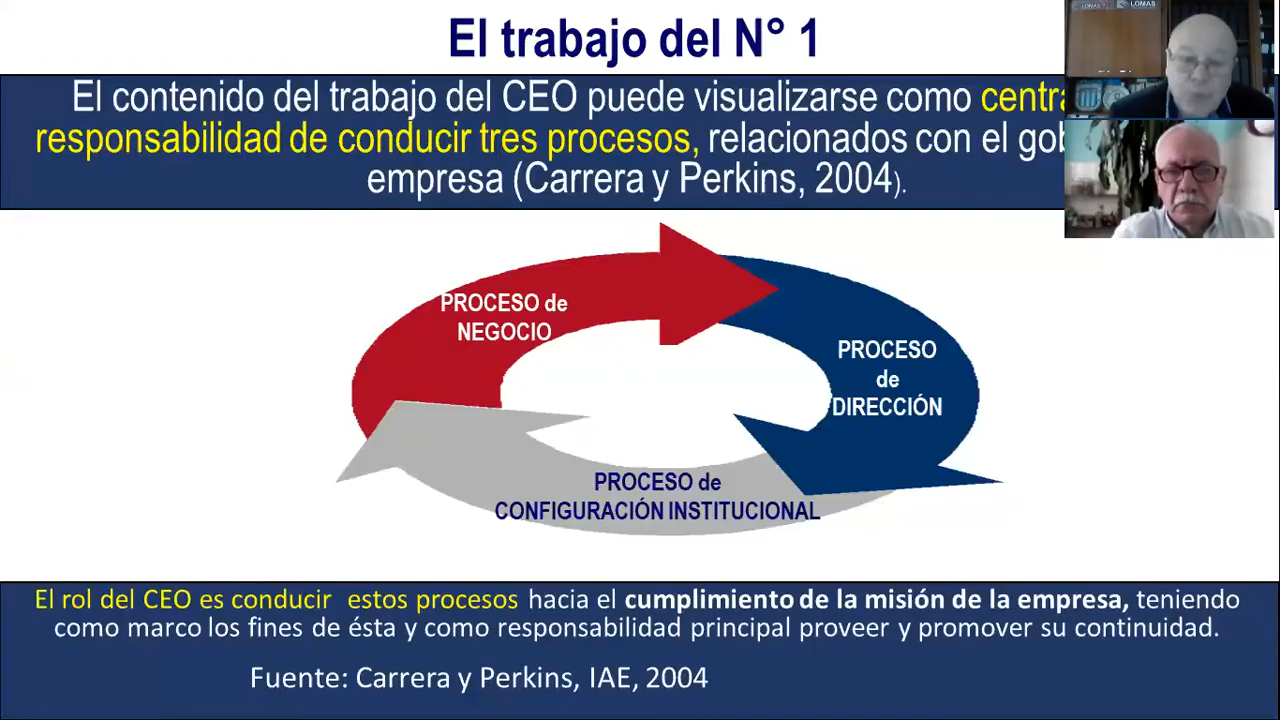 El trabajo del N° 1
LOMAS
LOMAS
El contenido del trabajo del CEO puede visualizarse como
responsabilidad de conducir tres procesos, relacionados con el
empresa (Carrera y Perkins, 2004).
PROCESO de
NEGOCIO
PROCESO
de
DIRECCIÓN
PROCESO de
CONFIGURACIÓN INSTITUCIONAL
El rol del CEO es conducir estos procesos hacia el cumplimiento de la misión de la empresa, teniendo
como marco los fines de ésta y como responsabilidad principal proveer y promover su continuidad.
Fuente: Carrera y Perkins, IAE, 2004